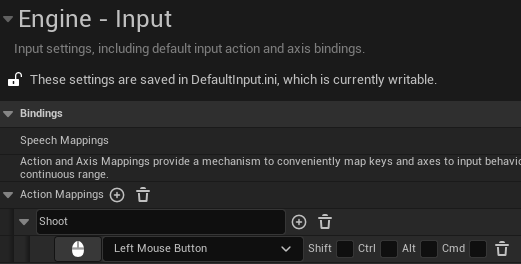 Engine - Input
Input settings, including default input action and axis bindings.
These settings are saved in DefaultInput.ini, which is currently writable.
Bindings
Speech Mappings
Action and Axis Mappings provide a mechanism to conveniently map keys and axes to input behavio
continuous range.
Action Mappings
Shoot
Left Mouse Button Shift Ctrl Alt Cmd